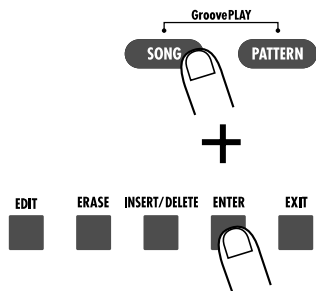 GroovePLAY
SONG PATTERN
+
EDIT ERASE INSERT/DELETE ENTER EXIT